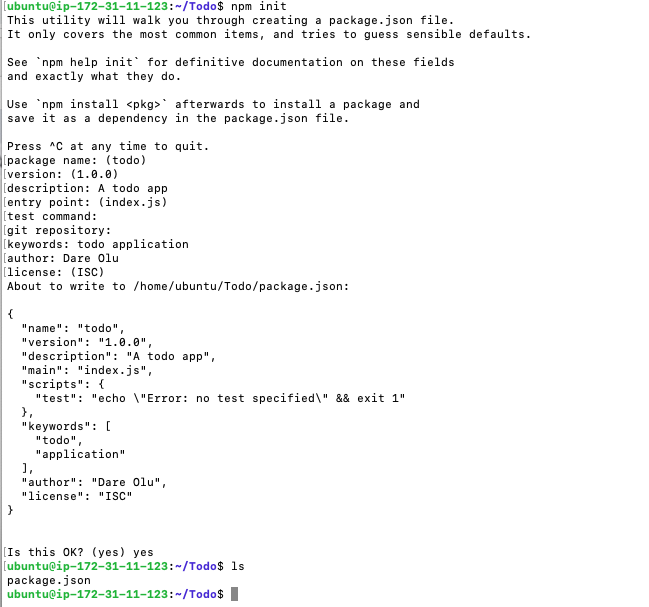 ubuntu@ip-172-31-11-123:~/Todo$ npm init
This utility will walk you through creating a package.json file.
It only covers the most common items, and tries to guess sensible defaults.

See `npm help init` for definitive documentation on these fields
and exactly what they do.

Use `npm install <pkg>` afterwards to install a package and
save it as a dependency in the package.json file.

Press ^C at any time to quit.
package name: (todo)
version: (1.0.0)
description: A todo app
entry point: (index.js)
test command:
git repository:
keywords: todo application
author: Dare Olu
license: (ISC)
About to write to /home/ubuntu/Todo/package.json:

{
  "name": "todo",
  "version": "1.0.0",
  "description": "A todo app",
  "main": "index.js",
  "scripts": {
    "test": "echo \"Error: no test specified\" && exit 1"
  },
  "keywords": [
    "todo",
    "application"
  ],
  "author": "Dare Olu",
  "license": "ISC"
}

Is this OK? (yes) yes
ubuntu@ip-172-31-11-123:~/Todo$ ls
package.json
ubuntu@ip-172-31-11-123:~/Todo$